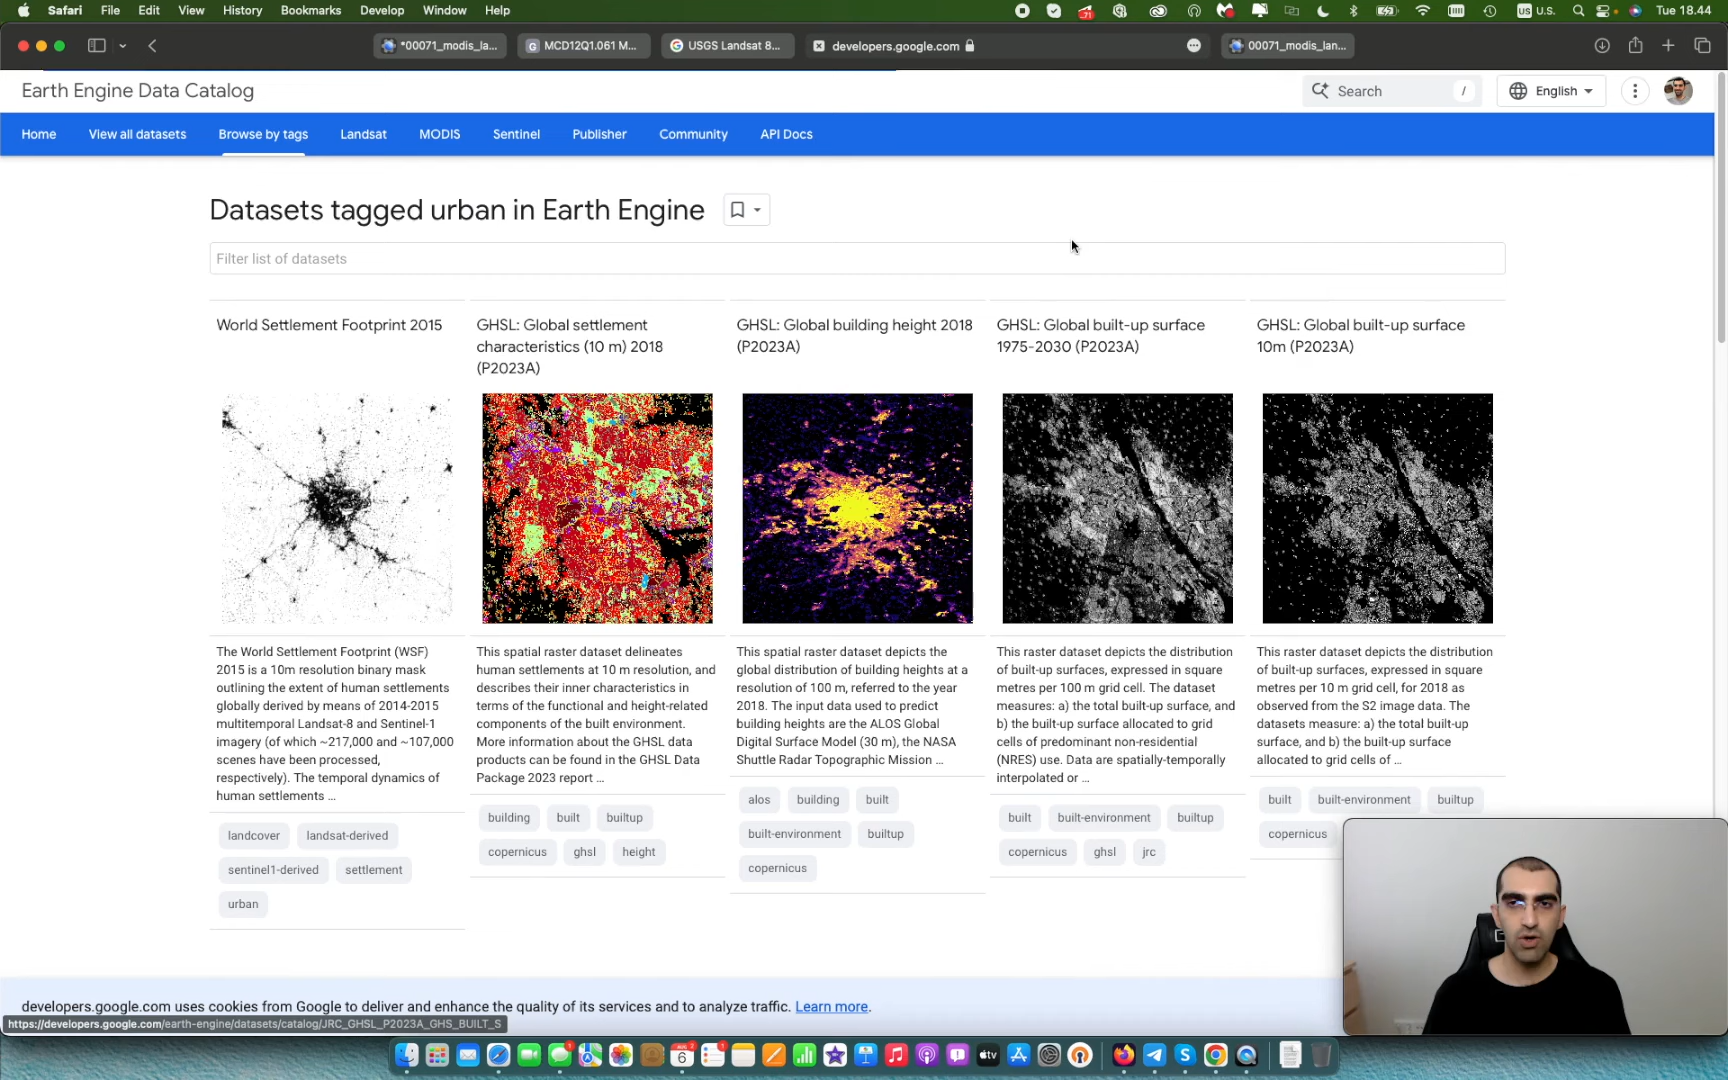 Safari File Edit View History Bookmarks Develop Window Help
71 US U.S. Tue 18.44
*00071_modis_la... MCD12Q1.061 M... USGS Landsat 8... developers.google.com 00071_modis_lan...
Earth Engine Data Catalog
Search / English
Home View all datasets Browse by tags Landsat MODIS Sentinel Publisher Community API Docs
Datasets tagged urban in Earth Engine
Filter list of datasets
World Settlement Footprint 2015
The World Settlement Footprint (WSF)
2015 is a 10m resolution binary mask
outlining the extent of human settlements
globally derived by means of 2014-2015
multitemporal Landsat-8 and Sentinel-1
imagery (of which ~217,000 and ~107,000
scenes have been processed,
respectively). The temporal dynamics of
human settlements ...
landcover landsat-derived
sentinel1-derived settlement
urban
GHSL: Global settlement
characteristics (10 m) 2018
(P2023A)
This spatial raster dataset delineates
human settlements at 10 m resolution, and
describes their inner characteristics in
terms of the functional and height-related
components of the built environment.
More information about the GHSL data
products can be found in the GHSL Data
Package 2023 report ...
building built builtup
copernicus ghsl height
GHSL: Global building height 2018
(P2023A)
This spatial raster dataset depicts the
global distribution of building heights at a
resolution of 100 m, referred to the year
2018. The input data used to predict
building heights are the ALOS Global
Digital Surface Model (30 m), the NASA
Shuttle Radar Topographic Mission ...
alos building built
built-environment builtup
copernicus
GHSL: Global built-up surface
1975-2030 (P2023A)
This raster dataset depicts the distribution
of built-up surfaces, expressed in square
metres per 100 m grid cell. The dataset
measures: a) the total built-up surface, and
b) the built-up surface allocated to grid
cells of predominant non-residential
(NRES) use. Data are spatially-temporally
interpolated or ...
built built-environment builtup
copernicus ghsl jrc
GHSL: Global built-up surface
10m (P2023A)
This raster dataset depicts the distribution
of built-up surfaces, expressed in square
metres per 10 m grid cell, for 2018 as
observed from the S2 image data. The
datasets measure: a) the total built-up
surface, and b) the built-up surface
allocated to grid cells of ...
built built-environment builtup
copernicus
developers.google.com uses cookies from Google to deliver and enhance the quality of its services and to analyze traffic. Learn more.
https://developers.google.com/earth-engine/datasets/catalog/JRC_GHSL_P2023A_GHS_BUILT_S
6 tv